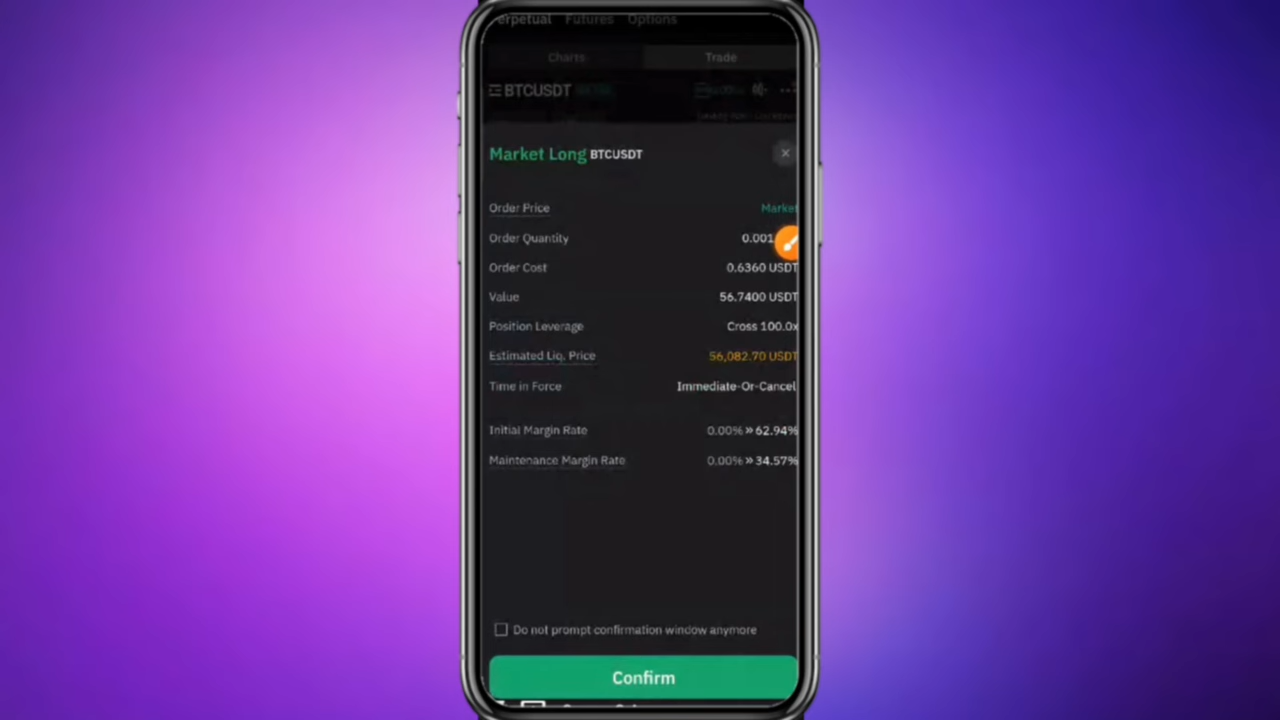 erpetual Futures Options
Charts Trade
BTCUSDT
Market Long BTCUSDT
Order Price Market
Order Quantity 0.001
Order Cost 0.6360 USDT
Value 56.7400 USDT
Position Leverage Cross 100.0x
Estimated Liq. Price 56,082.70 USDT
Time in Force Immediate-Or-Cancel
Initial Margin Rate 0.00% » 62.94%
Maintenance Margin Rate 0.00% » 34.57%
Do not prompt confirmation window anymore
Confirm